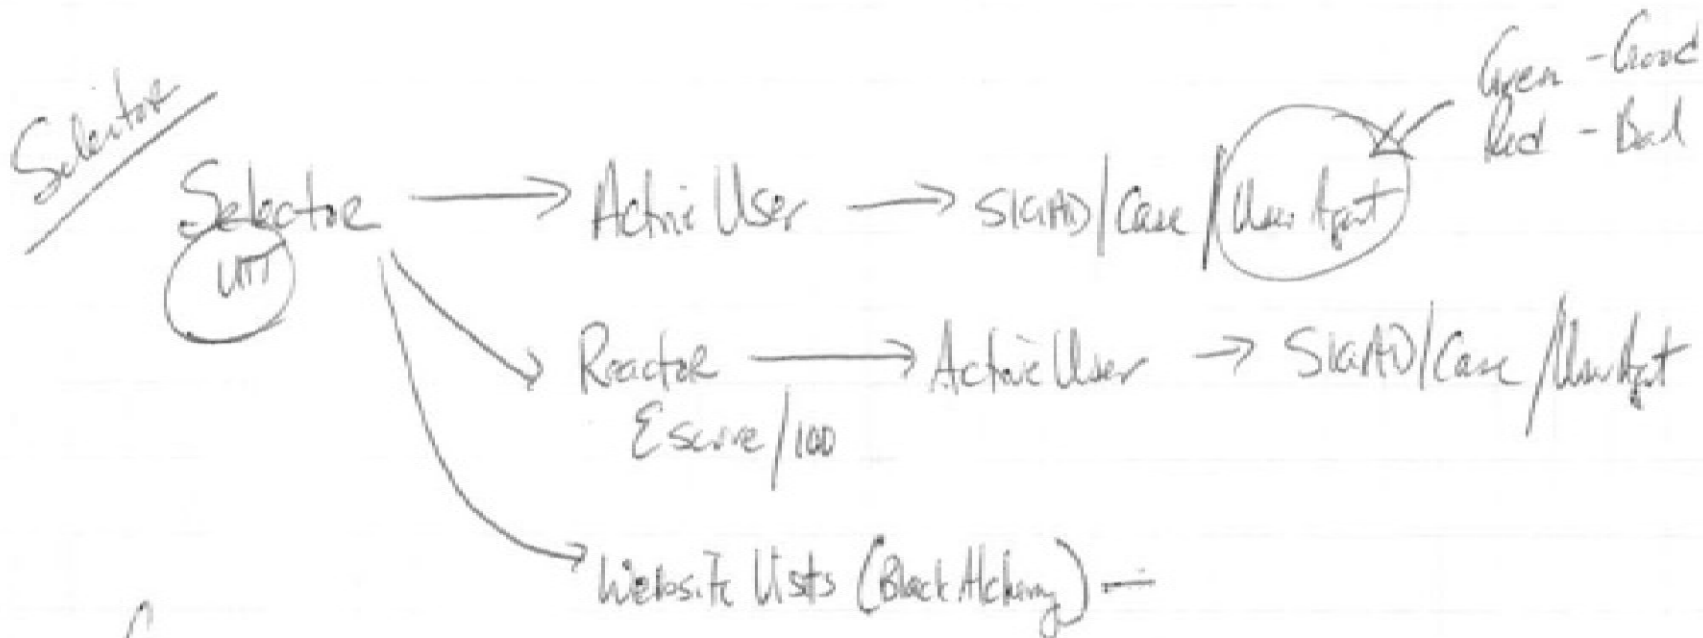 Selector
Green - Good
Red - Bad
Selector → Active User → SIGAD/Case/User Agent
UTT
Reactor → Active User → SIGAD/Case/User Agt
Escore/100
Website Lists (Black Alchemy) -